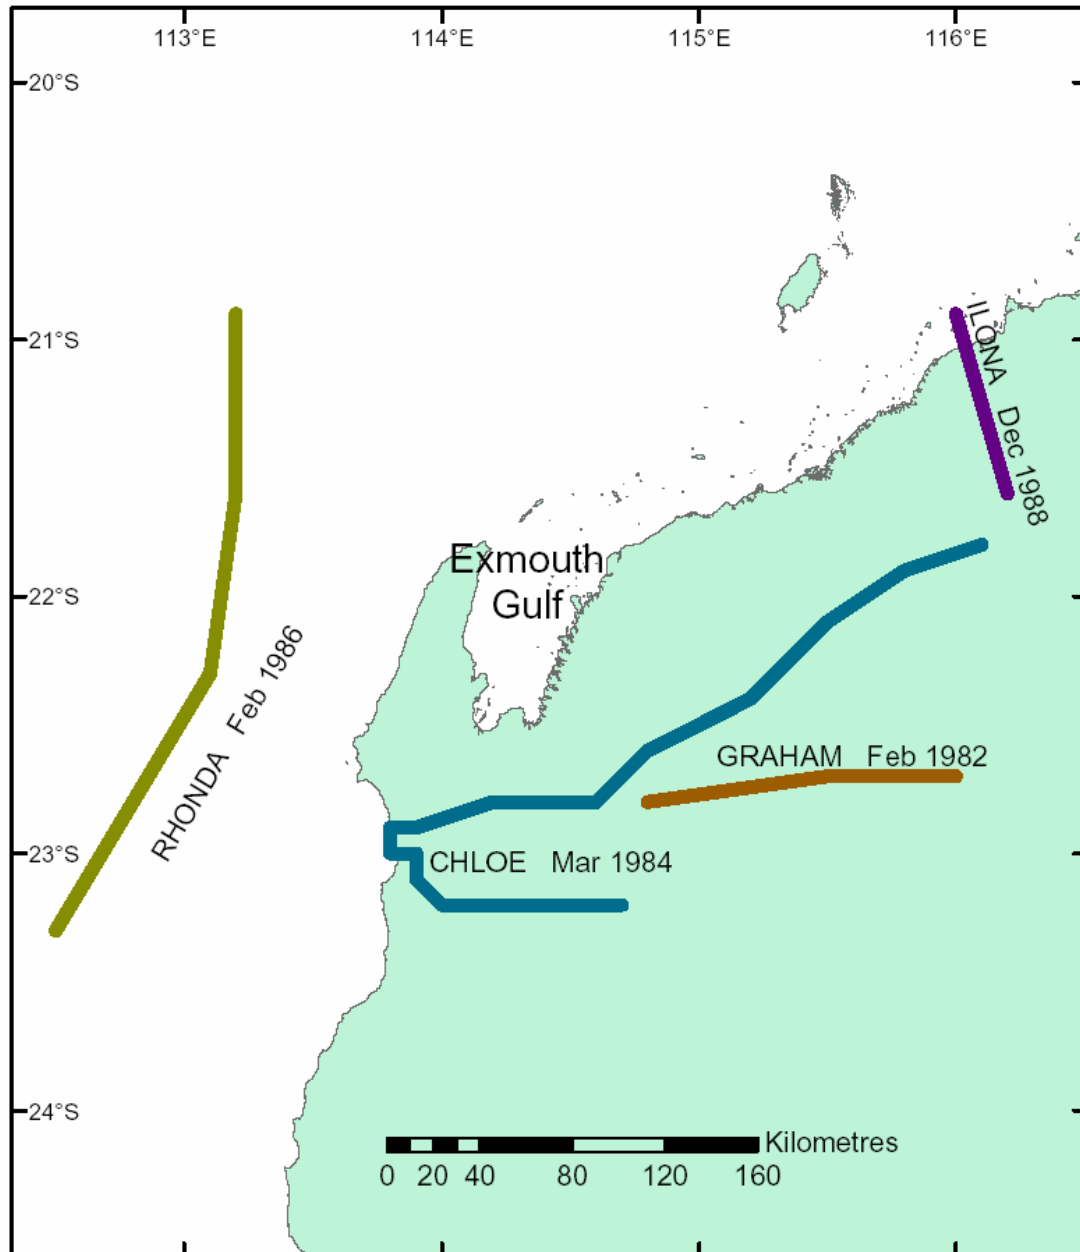 113°E 114°E 115°E 116°E
20°S
21°S
ILONA Dec 1988
Exmouth
Gulf
22°S
RHONDA Feb 1986
GRAHAM Feb 1982
23°S
CHLOE Mar 1984
24°S
Kilometres
0 20 40 80 120 160